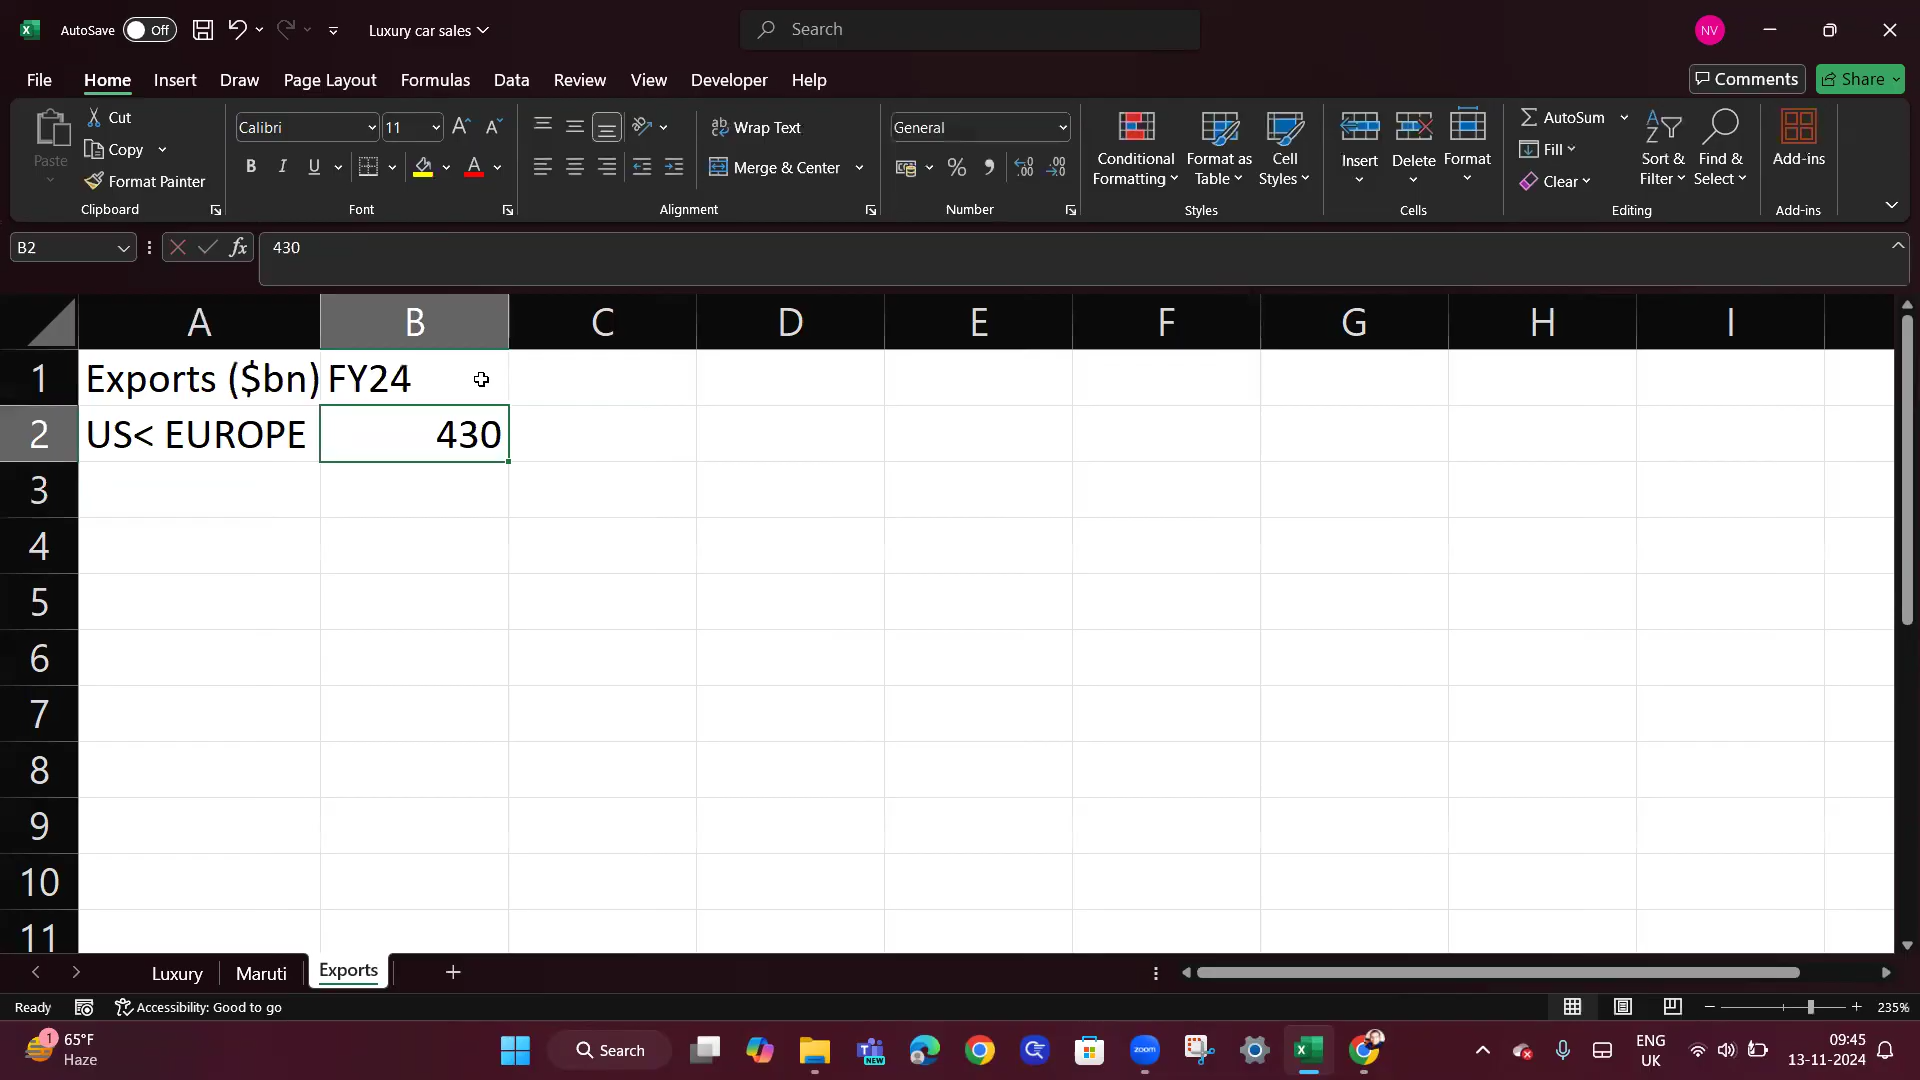 AutoSave Off Luxury car sales Search NV
File Home Insert Draw Page Layout Formulas Data Review View Developer Help Comments Share
Paste Cut Copy Format Painter Clipboard
Calibri 11 B I U A Font
Wrap Text Merge & Center Alignment
General % Number
Conditional Formatting Format as Table Cell Styles Styles
Insert Delete Format Cells
AutoSum Fill Clear Sort & Filter Find & Select Editing
Add-ins Add-ins
B2 fx 430
A B C D E F G H I
1 Exports ($bn) FY24
2 US< EUROPE 430
3
4
5
6
7
8
9
10
11
Luxury Maruti Exports
Ready Accessibility: Good to go 235%
1 65°F Search NEW zoom ENG 09:45
Haze UK 13-11-2024